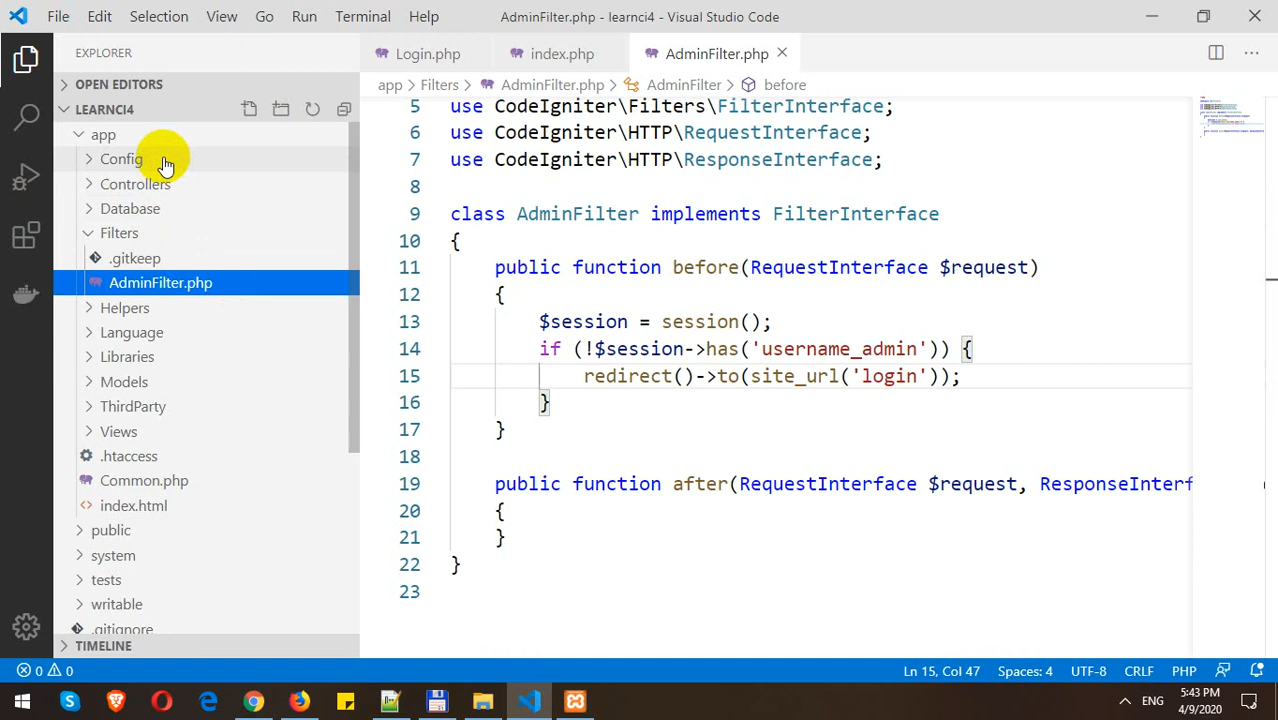 File Edit Selection View Go Run Terminal Help AdminFilter.php - learnci4 - Visual Studio Code
EXPLORER
OPEN EDITORS
LEARNCI4
app
Config
Controllers
Database
Filters
.gitkeep
AdminFilter.php
Helpers
Language
Libraries
Models
ThirdParty
Views
.htaccess
Common.php
index.html
public
system
tests
writable
.gitignore
TIMELINE
Login.php index.php AdminFilter.php
app > Filters > AdminFilter.php > AdminFilter > before
5 use CodeIgniter\Filters\FilterInterface;
6 use CodeIgniter\HTTP\RequestInterface;
7 use CodeIgniter\HTTP\ResponseInterface;
8
9 class AdminFilter implements FilterInterface
10 {
11 public function before(RequestInterface $request)
12 {
13 $session = session();
14 if (!$session->has('username_admin')) {
15 redirect()->to(site_url('login'));
16 }
17 }
18
19 public function after(RequestInterface $request, ResponseInterf
20 {
21 }
22 }
23
0 0 Ln 15, Col 47 Spaces: 4 UTF-8 CRLF PHP
ENG 5:43 PM
4/9/2020